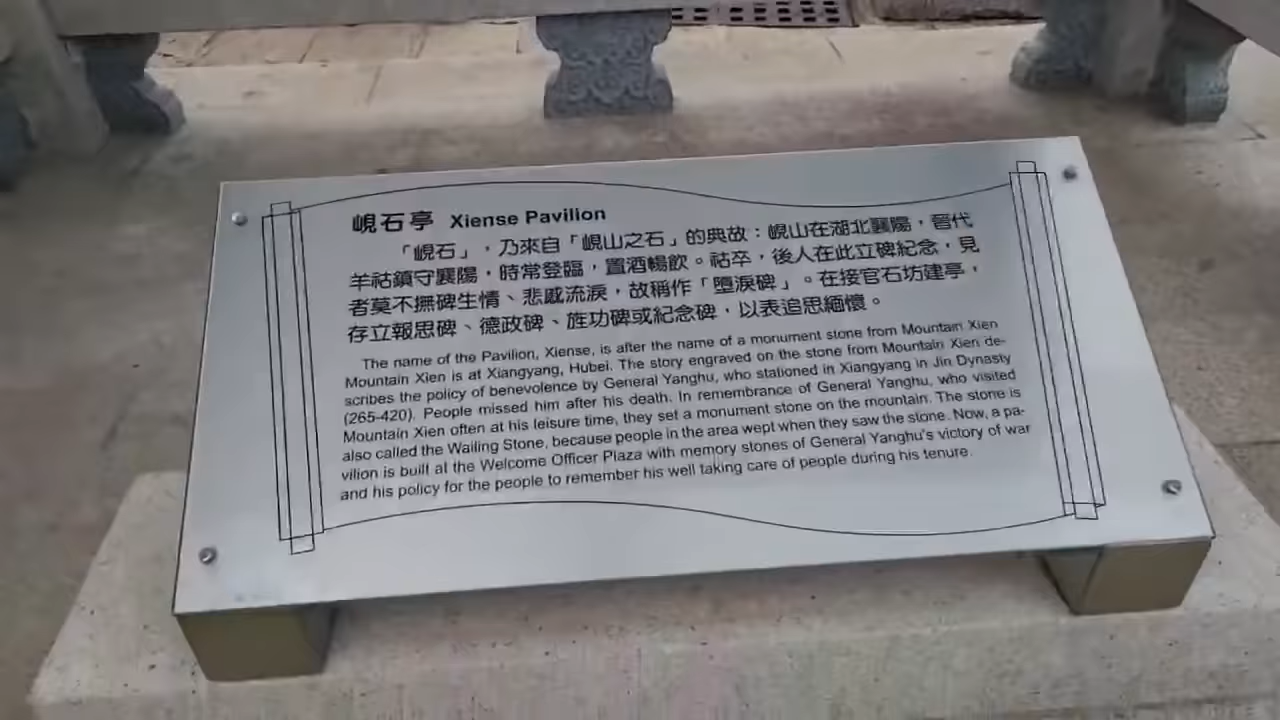 峴石亭 Xiense Pavilion
「峴石」，乃來自「峴山之石」的典故：峴山在湖北襄陽，晉代
羊祜鎮守襄陽，時常登臨，置酒暢飲。祜卒，後人在此立碑紀念，見
者莫不撫碑生情、悲戚流淚，故稱作「墮淚碑」。在接官石坊建亭，
存立報思碑、德政碑、旌功碑或紀念碑，以表追思緬懷。
The name of the Pavilion, Xiense, is after the name of a monument stone from Mountain Xien
Mountain Xien is at Xiangyang, Hubei. The story engraved on the stone from Mountain Xien de-
scribes the policy of benevolence by General Yanghu, who stationed in Xiangyang in Jin Dynasty
(265-420). People missed him after his death. In remembrance of General Yanghu, who visited
Mountain Xien often at his leisure time, they set a monument stone on the mountain. The stone is
also called the Wailing Stone, because people in the area wept when they saw the stone. Now, a pa-
vilion is built at the Welcome Officer Plaza with memory stones of General Yanghu's victory of war
and his policy for the people to remember his well taking care of people during his tenure.